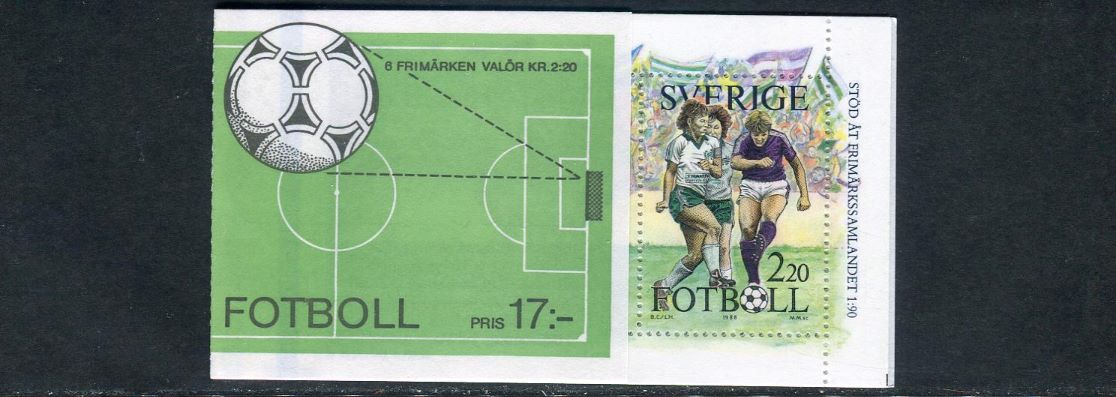 6 FRIMÄRKEN VALÖR KR.2:20
FOTBOLL
PRIS 17:-
SVERIGE
2 20
FOTBOLL
B.C/L.H. 1988 M.M.sc
STÖD ÅT FRIMÄRKSSAMLANDET 1:90